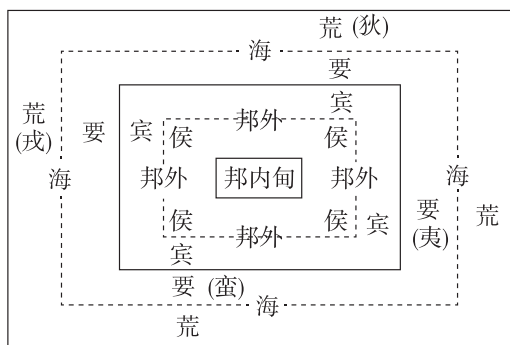 荒(狄)
海
要
荒(戎)
要 宾
宾
侯 邦外 侯
邦外 邦内甸 邦外
海
海
侯 邦外 侯
宾
宾
要(夷)
荒
要(蛮)
海
荒